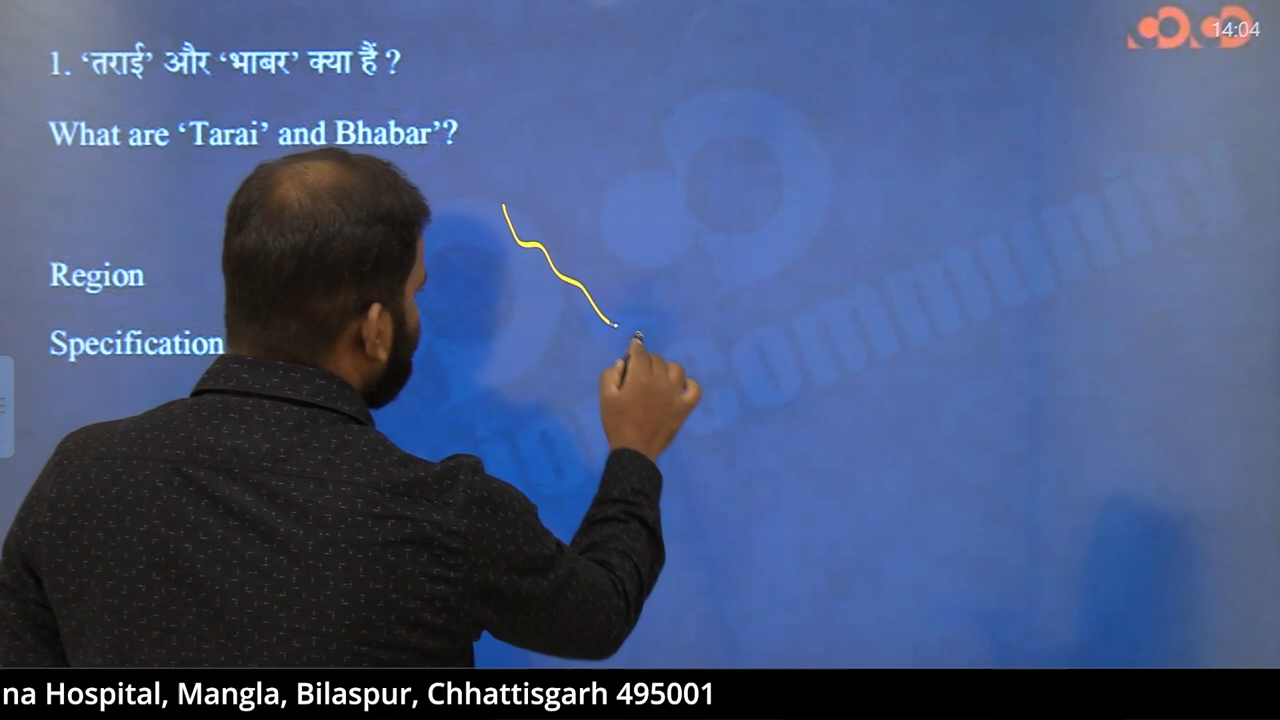 14:04
1. ‘तराई’ और ‘भाबर’ क्या हैं ?
What are ‘Tarai’ and Bhabar’?
Region
Specification
community
na Hospital, Mangla, Bilaspur, Chhattisgarh 495001